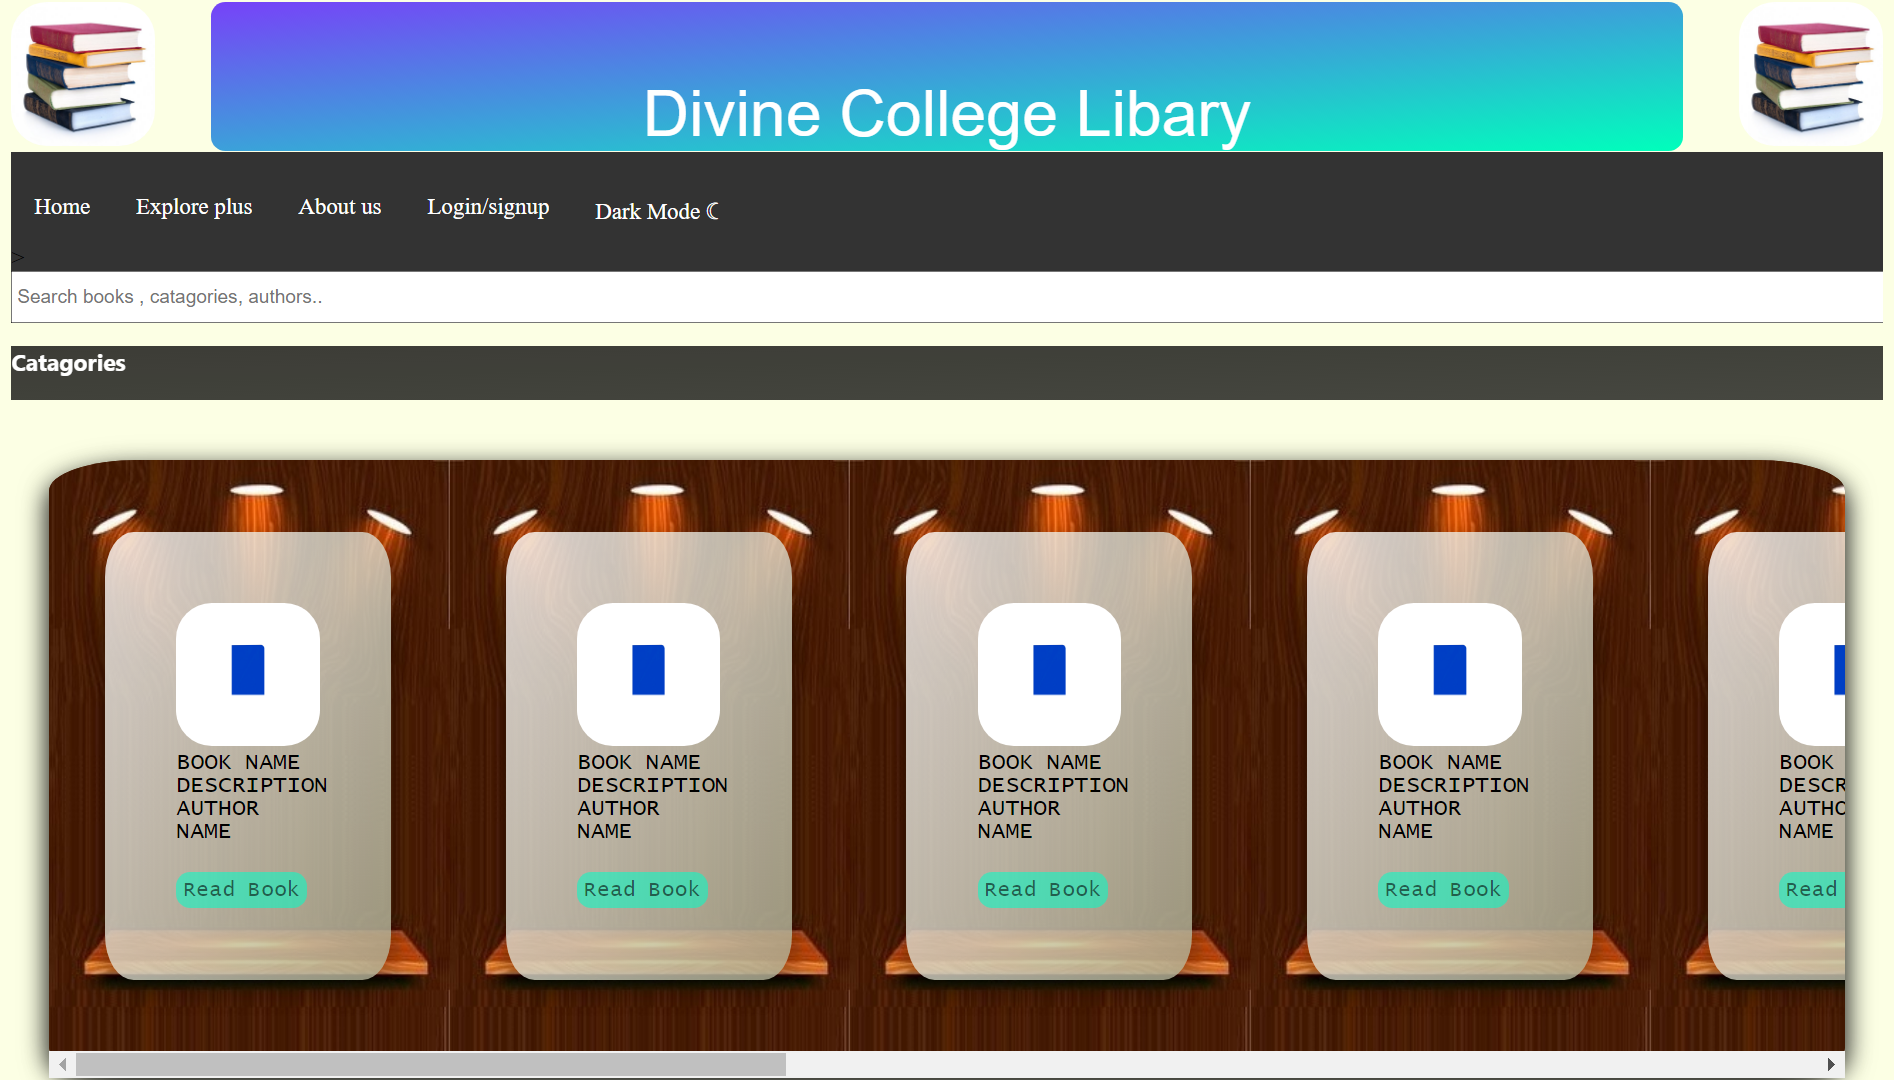 Divine College Libary
Home Explore plus About us Login/signup Dark Mode ☾
>
Search books , catagories, authors..
Catagories
BOOK NAME
DESCRIPTION
AUTHOR
NAME
Read Book
BOOK NAME
DESCRIPTION
AUTHOR
NAME
Read Book
BOOK NAME
DESCRIPTION
AUTHOR
NAME
Read Book
BOOK NAME
DESCRIPTION
AUTHOR
NAME
Read Book
BOOK
DESCR
AUTHO
NAME
Read